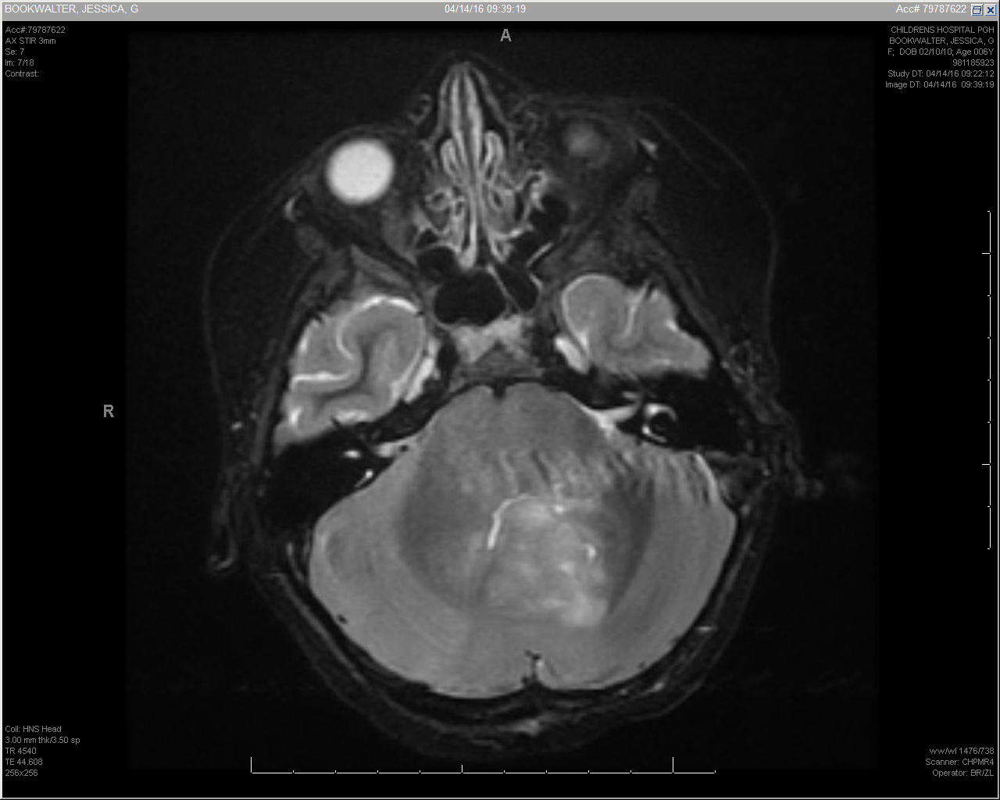 BOOKWALTER, JESSICA, G
04/14/16 09:39:19
Acc# 79787622
Acc#:79787622
AX STIR 3mm
Se: 7
Im: 7/18
Contrast:
A
CHILDRENS HOSPITAL PGH
BOOKWALTER, JESSICA, G
F; DOB 02/10/10; Age 006Y
981185923
Study DT: 04/14/16 09:22:12
Image DT: 04/14/16 09:39:19
R
Coil: HNS Head
3.00 mm thk/3.50 sp
TR 4540
TE 44.608
256x256
ww/wl 1476/738
Scanner: CHPMR4
Operator: BR/ZL